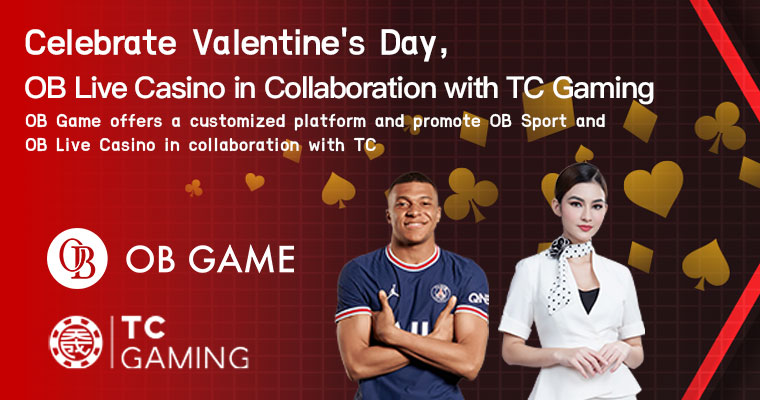 Celebrate Valentine's Day,
OB Live Casino in Collaboration with TC Gaming
OB Game offers a customized platform and promote OB Sport and
OB Live Casino in collaboration with TC
OB GAME
TC
GAMING
QNB